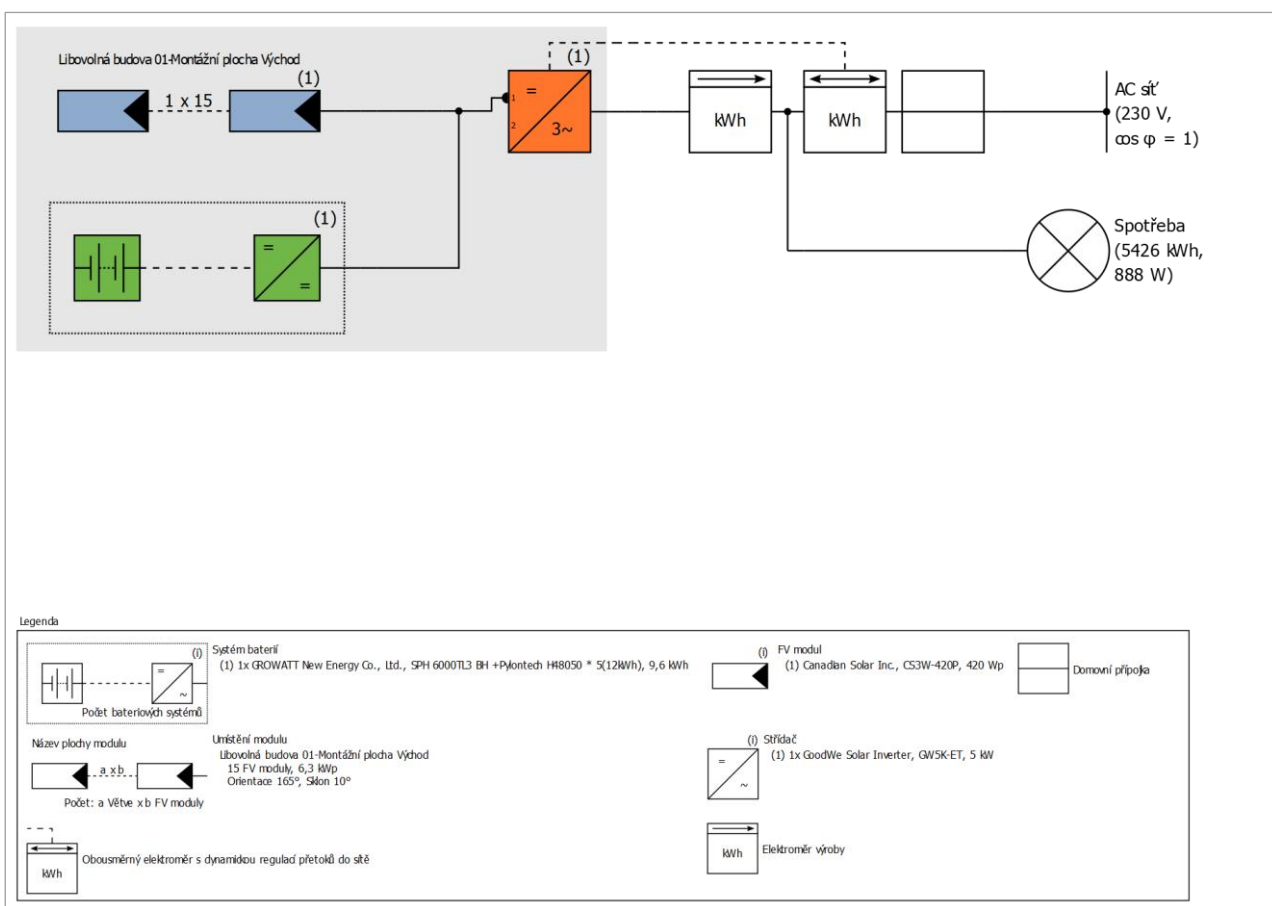 Libovolná budova 01-Montážní plocha Východ
(1)
1 x 15
(1)
1
2
=
3~
kWh
kWh
AC síť
(230 V,
cos φ = 1)
(1)
=
=
Spotřeba
(5426 kWh,
888 W)
Legenda
(i)
=
~
Počet bateriových systémů
Systém baterií
(1) 1x GROWATT New Energy Co., Ltd., SPH 6000TL3 BH +Pylontech H48050 * 5(12kWh), 9,6 kWh
(i)
FV modul
(1) Canadian Solar Inc., CS3W-420P, 420 Wp
Domovní přípojka
Název plochy modulu
a x b
Počet: a Větve x b FV moduly
Umístění modulu
Libovolná budova 01-Montážní plocha Východ
15 FV moduly, 6,3 kWp
Orientace 165°, Sklon 10°
(i)
=
~
Střídač
(1) 1x GoodWe Solar Inverter, GW5K-ET, 5 kW
kWh
Obousměrný elektroměr s dynamickou regulací přetoků do sítě
kWh
Elektroměr výroby